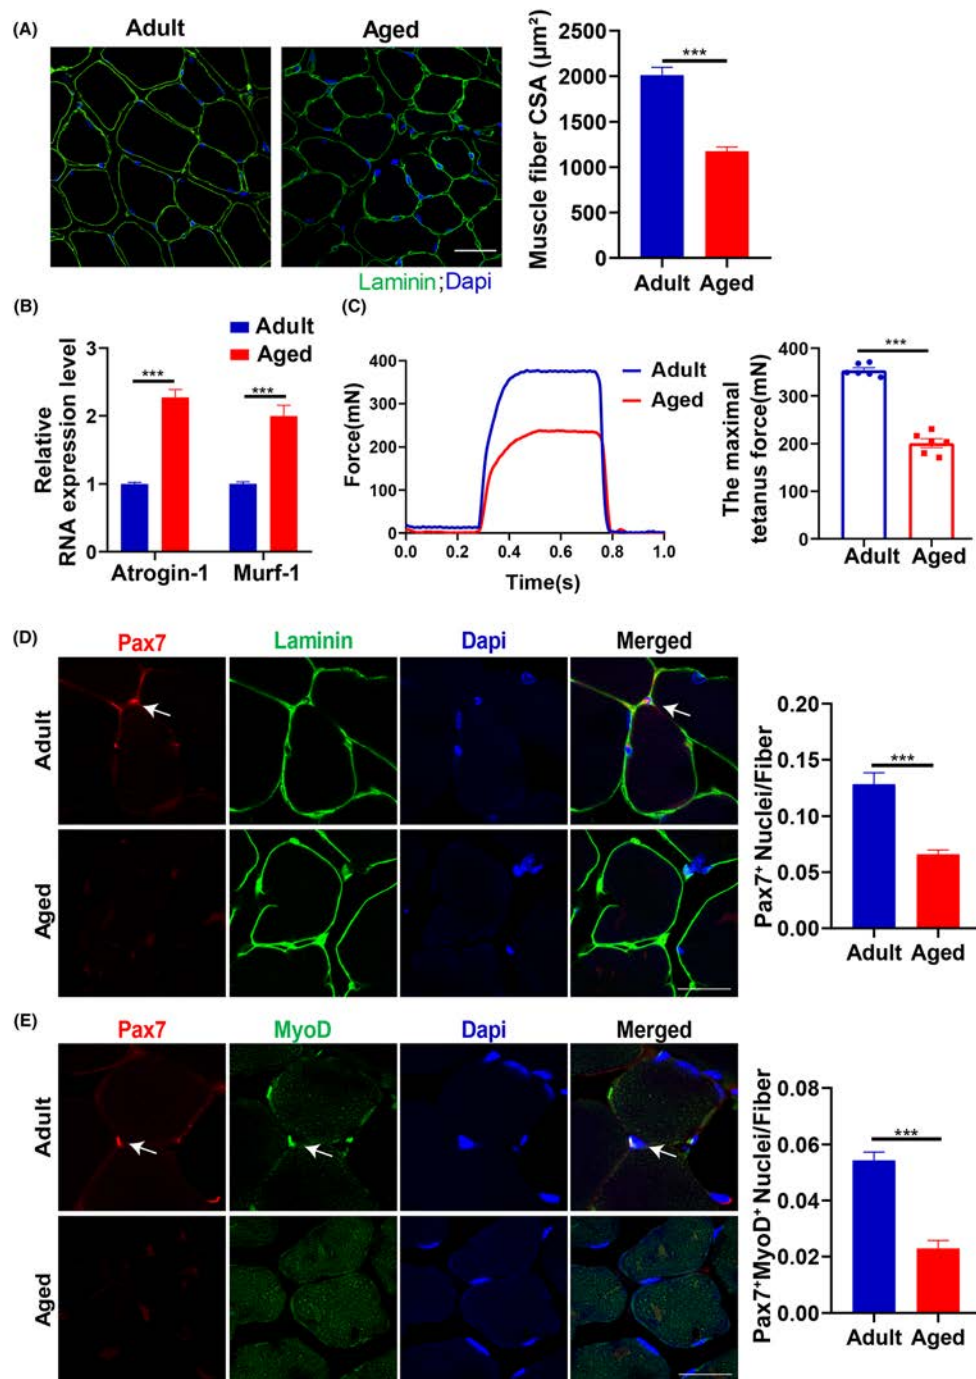 (A)
Adult
Aged
Laminin;Dapi
Muscle fiber CSA (µm²)
2500
2000
1500
1000
500
0
***
Adult
Aged
(B)
Adult
Aged
Relative
RNA expression level
3
2
1
0
***
***
Atrogin-1
Murf-1
(C)
Force(mN)
400
300
200
100
0
0.0
0.2
0.4
0.6
0.8
1.0
Time(s)
Adult
Aged
The maximal
tetanus force(mN)
400
300
200
100
0
***
Adult
Aged
(D)
Pax7
Laminin
Dapi
Merged
Adult
Aged
Pax7⁺ Nuclei/Fiber
0.20
0.15
0.10
0.05
0.00
***
Adult
Aged
(E)
Pax7
MyoD
Dapi
Merged
Adult
Aged
Pax7⁺MyoD⁺ Nuclei/Fiber
0.08
0.06
0.04
0.02
0.00
***
Adult
Aged